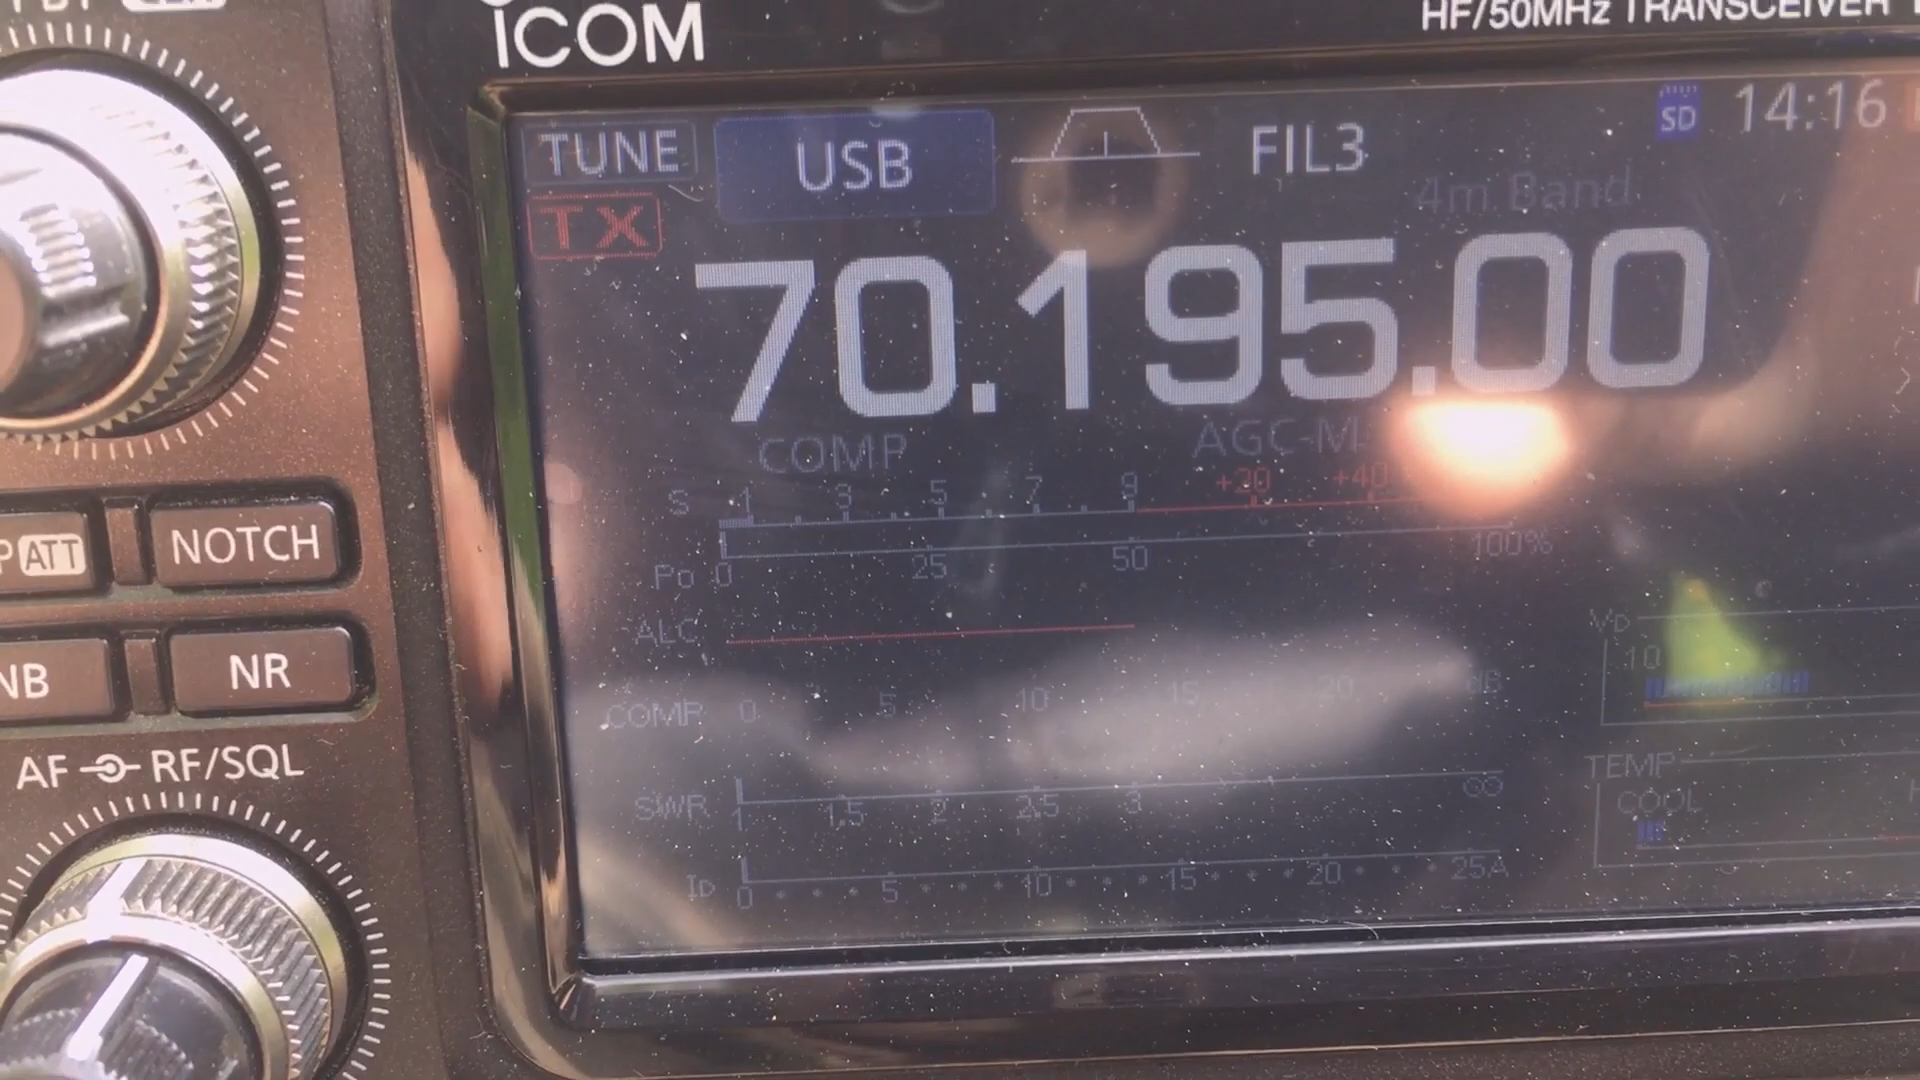 ICOM
HF/50MHz TRANSCEIVER
TUNE USB FIL3 SD 14:16
TX 4m Band
70.195.00
COMP AGC-M
S 1 3 5 7 9 +20 +40
Po 0 25 50 100%
ALC
COMP 0 5 10 15 20 dB
SWR 1 1.5 2 2.5 3 ∞
ID 0 5 10 15 20 25A
VD
10
TEMP
COOL
P ATT NOTCH
NB NR
AF RF/SQL